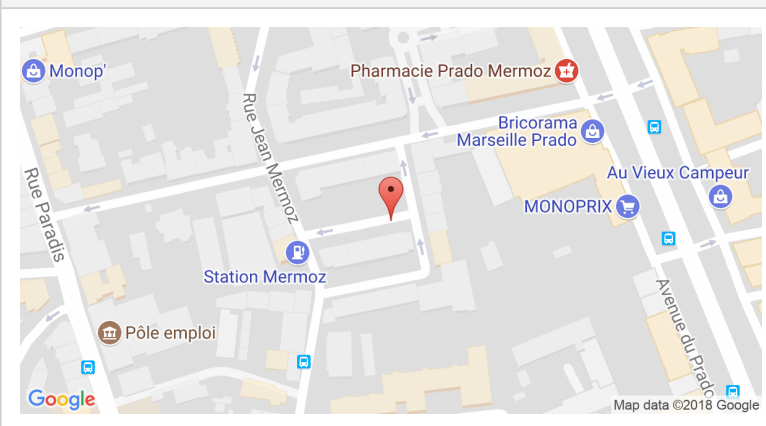 Monop'
Pharmacie Prado Mermoz
Bricorama
Marseille Prado
Rue Jean Mermoz
Au Vieux Campeur
Rue Paradis
MONOPRIX
Station Mermoz
Avenue du Prado
Pôle emploi
Google
Map data ©2018 Google